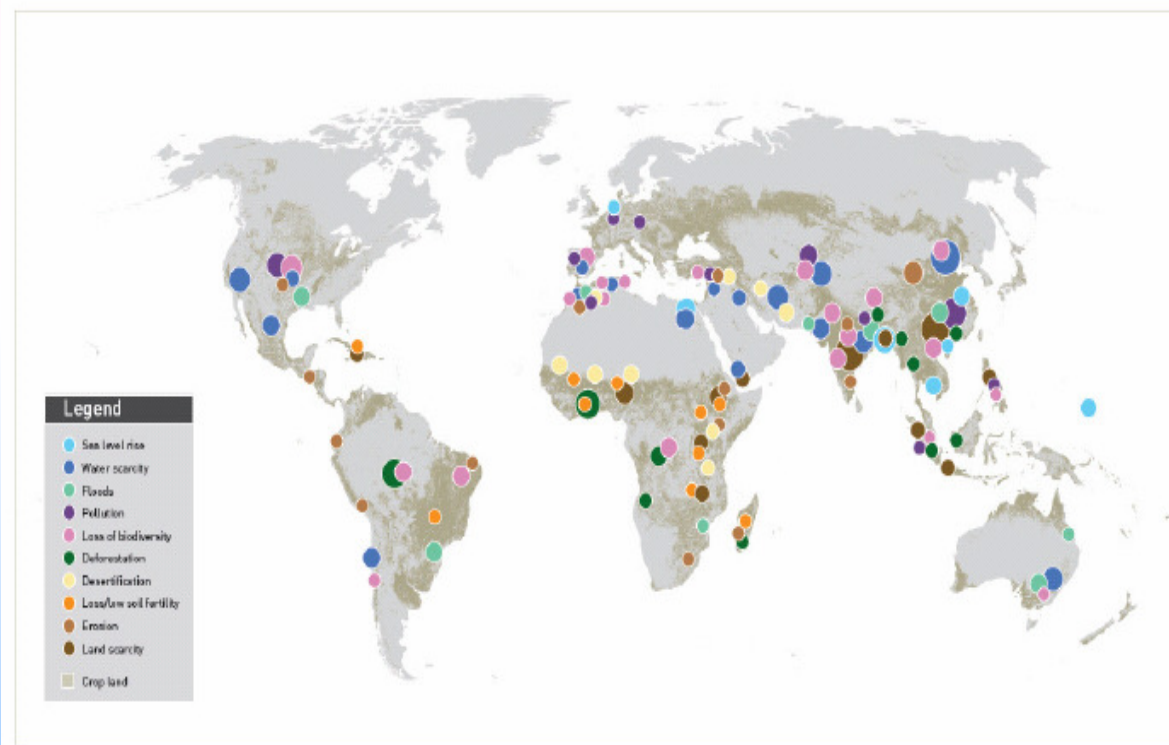 Legend
Sea level rise
Water scarcity
Floods
Pollution
Loss of biodiversity
Deforestation
Desertification
Loss/low soil fertility
Erosion
Land scarcity
Crop land